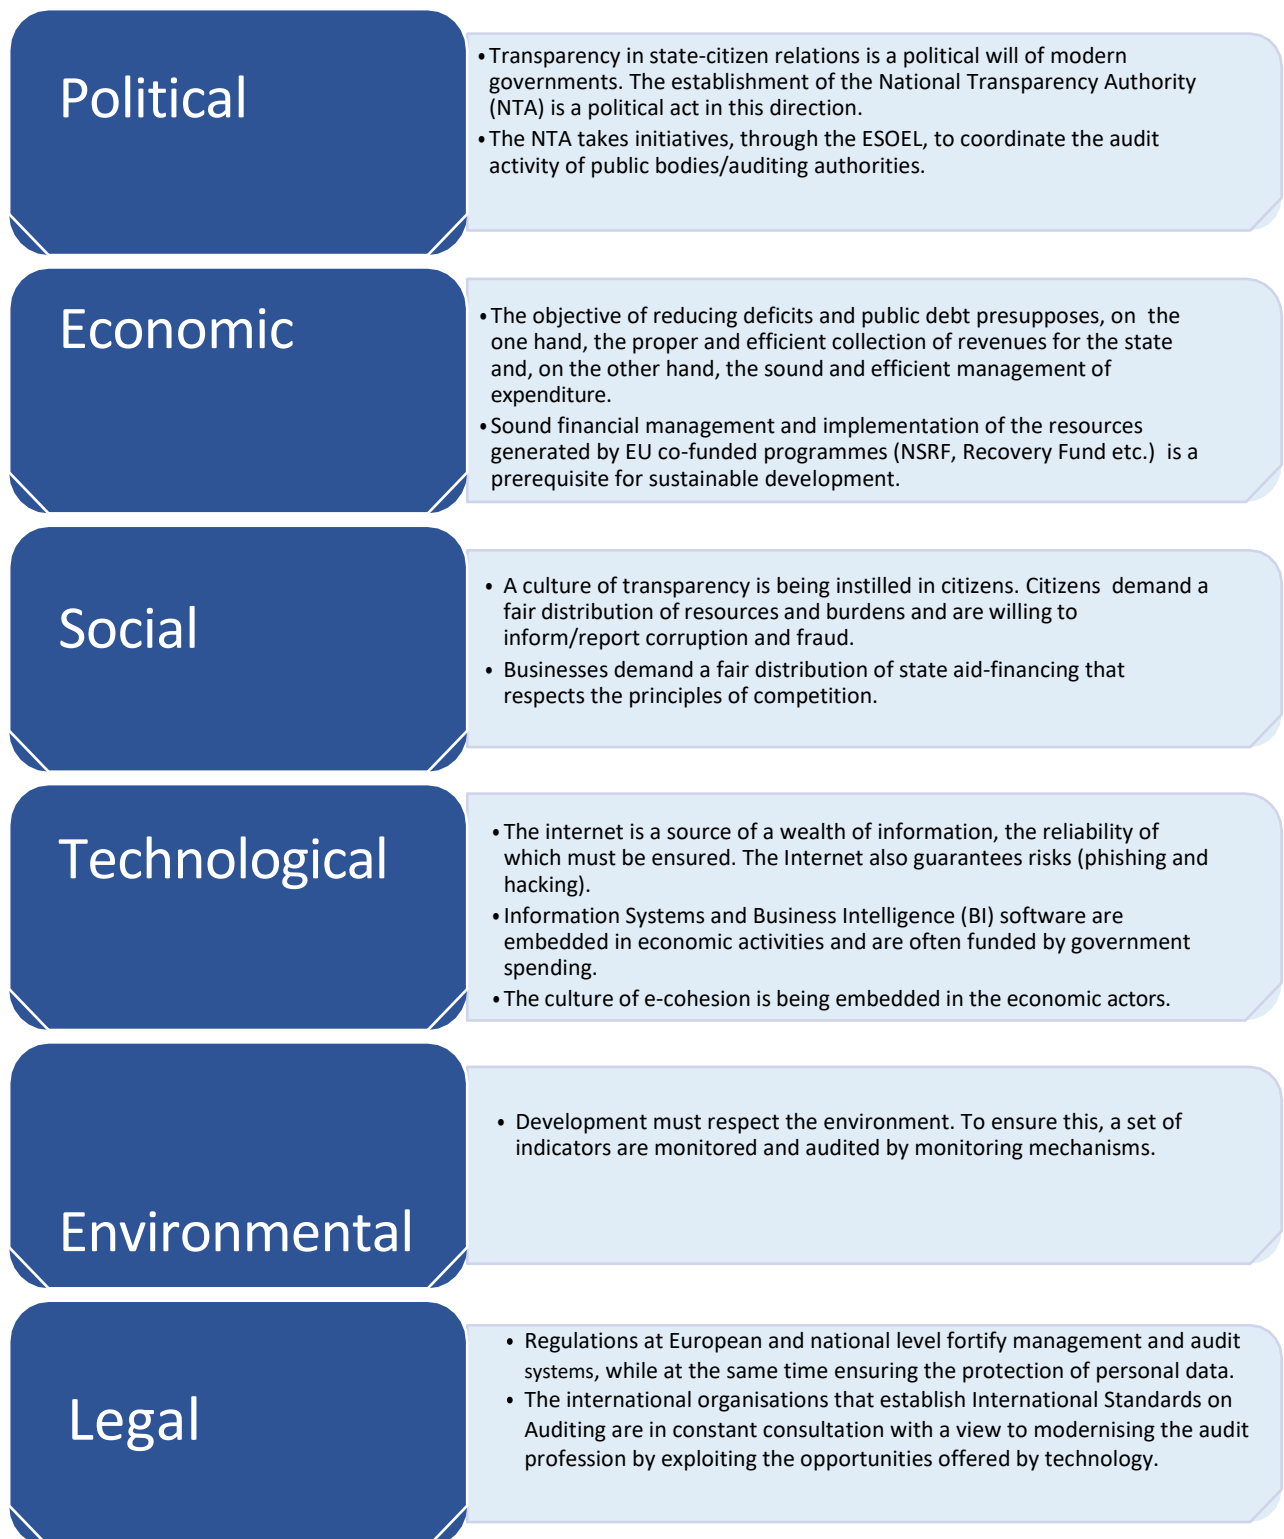 Political
• Transparency in state-citizen relations is a political will of modern
governments. The establishment of the National Transparency Authority
(NTA) is a political act in this direction.
• The NTA takes initiatives, through the ESOEL, to coordinate the audit
activity of public bodies/auditing authorities.
Economic
• The objective of reducing deficits and public debt presupposes, on the
one hand, the proper and efficient collection of revenues for the state
and, on the other hand, the sound and efficient management of
expenditure.
• Sound financial management and implementation of the resources
generated by EU co-funded programmes (NSRF, Recovery Fund etc.) is a
prerequisite for sustainable development.
Social
• A culture of transparency is being instilled in citizens. Citizens demand a
fair distribution of resources and burdens and are willing to
inform/report corruption and fraud.
• Businesses demand a fair distribution of state aid-financing that
respects the principles of competition.
Technological
• The internet is a source of a wealth of information, the reliability of
which must be ensured. The Internet also guarantees risks (phishing and
hacking).
• Information Systems and Business Intelligence (BI) software are
embedded in economic activities and are often funded by government
spending.
• The culture of e-cohesion is being embedded in the economic actors.
Environmental
• Development must respect the environment. To ensure this, a set of
indicators are monitored and audited by monitoring mechanisms.
Legal
• Regulations at European and national level fortify management and audit
systems, while at the same time ensuring the protection of personal data.
• The international organisations that establish International Standards on
Auditing are in constant consultation with a view to modernising the audit
profession by exploiting the opportunities offered by technology.